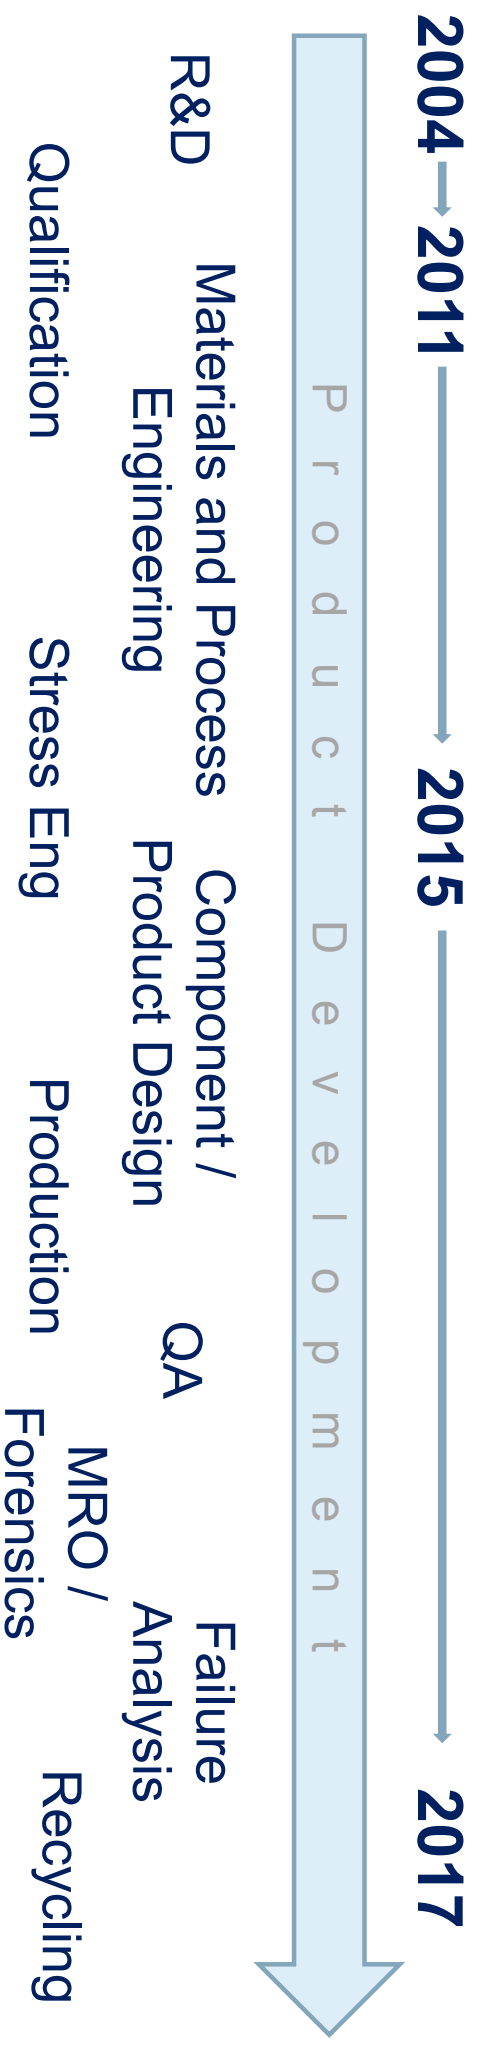 2004
2011
2015
2017
Product Development
R&D
Materials and Process
Engineering
Component /
Product Design
QA
Failure
Analysis
Qualification
Stress Eng
Production
MRO /
Forensics
Recycling